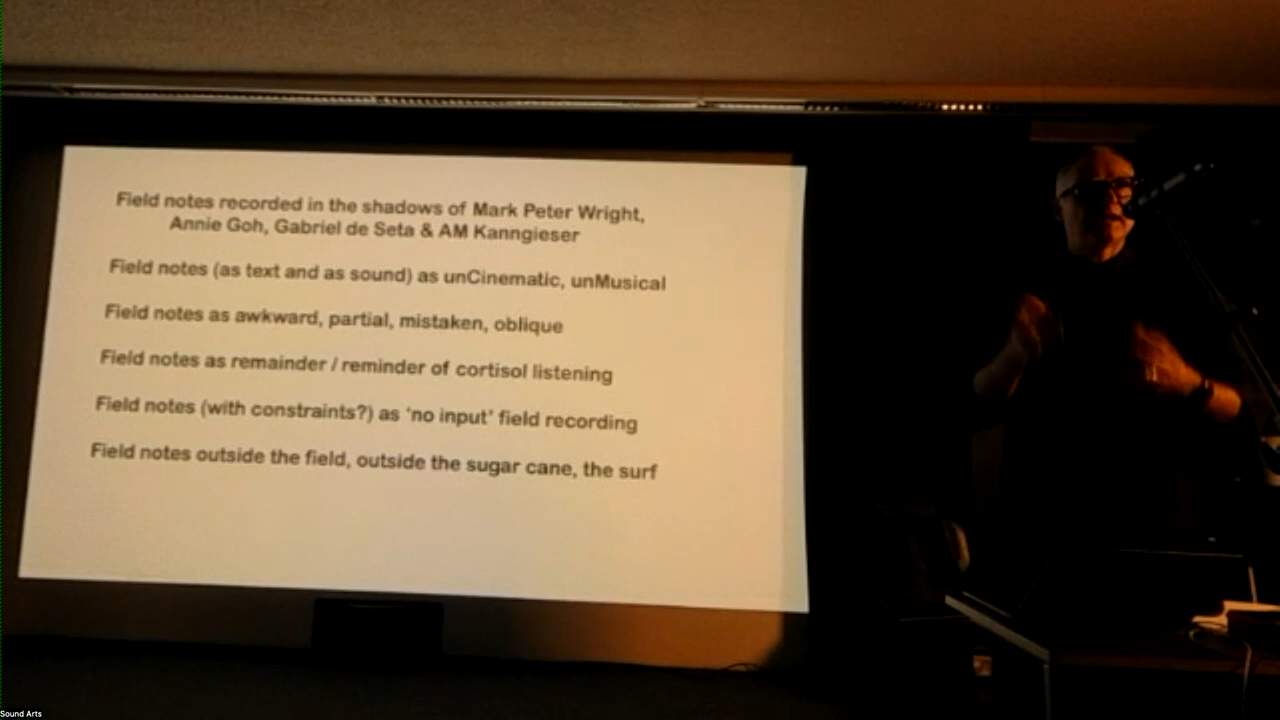 Field notes recorded in the shadows of Mark Peter Wright,
Annie Goh, Gabriel de Seta & AM Kanngieser
Field notes (as text and as sound) as unCinematic, unMusical
Field notes as awkward, partial, mistaken, oblique
Field notes as remainder / reminder of cortisol listening
Field notes (with constraints?) as 'no input' field recording
Field notes outside the field, outside the sugar cane, the surf
Sound Arts